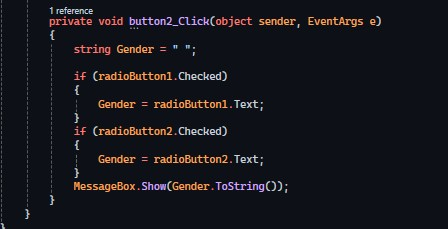 1 reference
private void button2_Click(object sender, EventArgs e)
{
string Gender = " ";
if (radioButton1.Checked)
{
Gender = radioButton1.Text;
}
if (radioButton2.Checked)
{
Gender = radioButton2.Text;
}
MessageBox.Show(Gender.ToString());
}
}
}